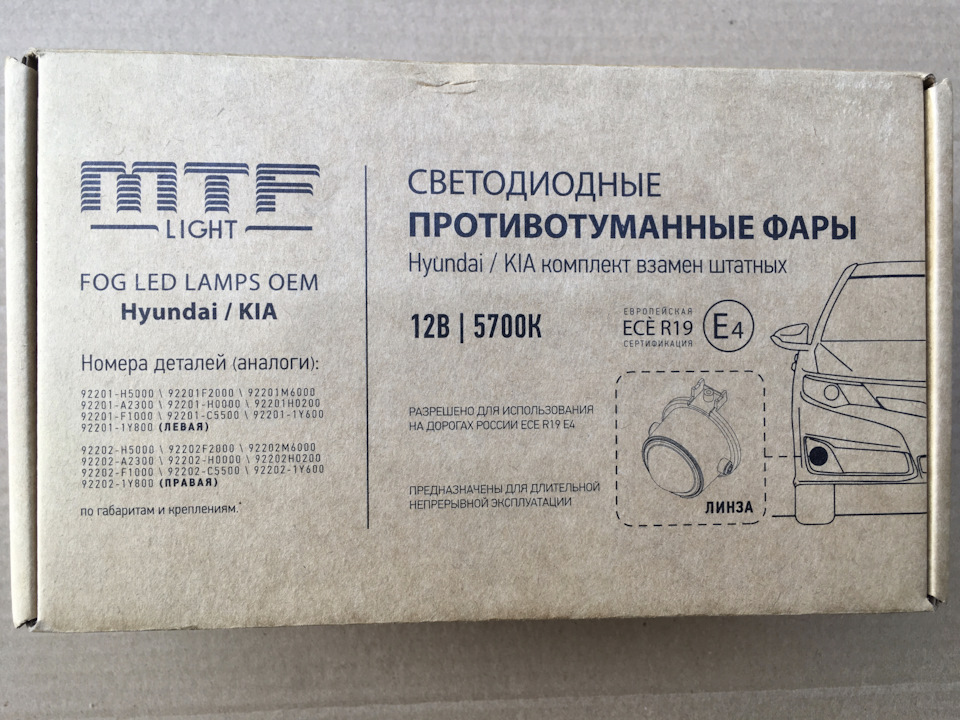 MTF
LIGHT
FOG LED LAMPS OEM
Hyundai / KIA
Номера деталей (аналоги):
92201-H5000 \ 92201F2000 \ 92201M6000
92201-A2300 \ 92201-H0000 \ 92201H0200
92201-F1000 \ 92201-C5500 \ 92201-1Y600
92201-1Y800 (ЛЕВАЯ)
92202-H5000 \ 92202F2000 \ 92202M6000
92202-A2300 \ 92202-H0000 \ 92202H0200
92202-F1000 \ 92202-C5500 \ 92202-1Y600
92202-1Y800 (ПРАВАЯ)
по габаритам и креплениям.*
СВЕТОДИОДНЫЕ
ПРОТИВОТУМАННЫЕ ФАРЫ
Hyundai / KIA комплект взамен штатных
12В | 5700К
ЕВРОПЕЙСКАЯ
ECÈ R19
СЕРТИФИКАЦИЯ
E4
РАЗРЕШЕНО ДЛЯ ИСПОЛЬЗОВАНИЯ
НА ДОРОГАХ РОССИИ ECE R19 E4
ПРЕДНАЗНАЧЕНЫ ДЛЯ ДЛИТЕЛЬНОЙ
НЕПРЕРЫВНОЙ ЭКСПЛУАТАЦИИ
ЛИНЗА